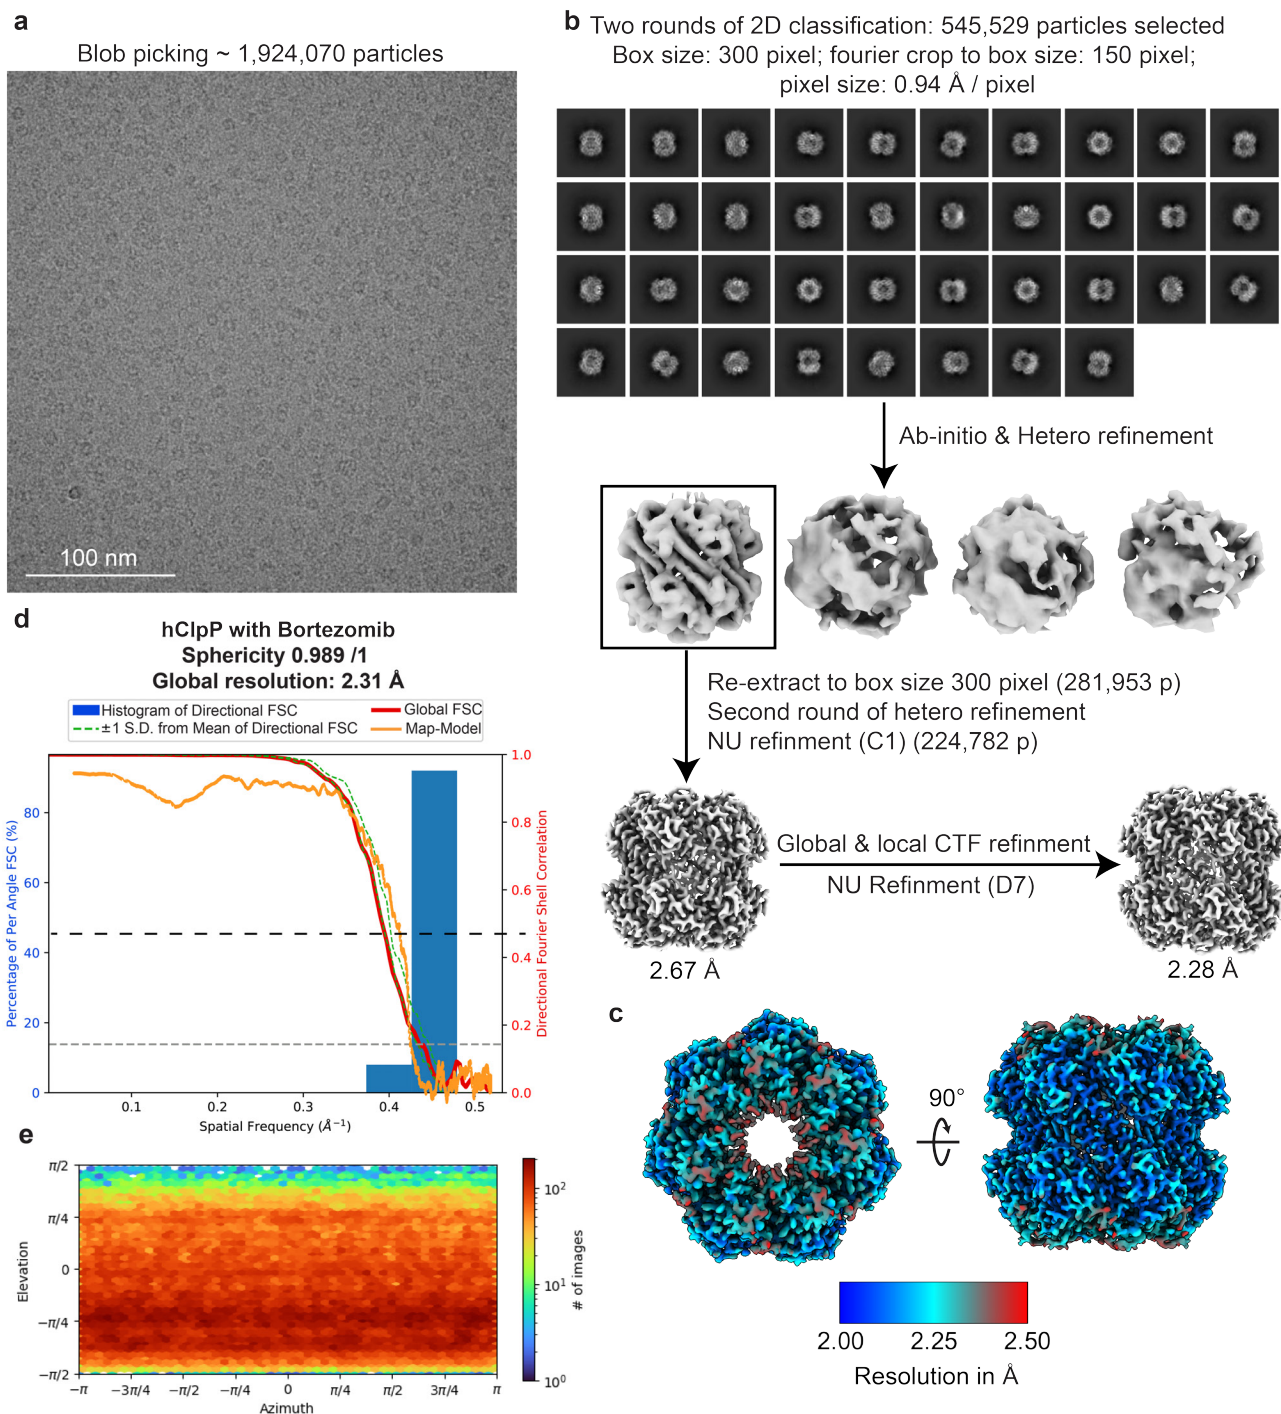 a
Blob picking ~ 1,924,070 particles
100 nm
b
Two rounds of 2D classification: 545,529 particles selected
Box size: 300 pixel; fourier crop to box size: 150 pixel;
pixel size: 0.94 Å / pixel
Ab-initio & Hetero refinement
Re-extract to box size 300 pixel (281,953 p)
Second round of hetero refinement
NU refinment (C1) (224,782 p)
Global & local CTF refinment
NU Refinment (D7)
2.67 Å
2.28 Å
c
90°
2.00 2.25 2.50
Resolution in Å
d
hClpP with Bortezomib
Sphericity 0.989 /1
Global resolution: 2.31 Å
Histogram of Directional FSC
Global FSC
±1 S.D. from Mean of Directional FSC
Map-Model
Percentage of Per Angle FSC (%)
80
60
40
20
0
1.0
0.8
0.6
0.4
0.2
0.0
Directional Fourier Shell Correlation
0.1 0.2 0.3 0.4 0.5
Spatial Frequency (Å⁻¹)
e
Elevation
π/2
π/4
0
−π/4
−π/2
−π −3π/4 −π/2 −π/4 0 π/4 π/2 3π/4 π
Azimuth
10²
10¹
10⁰
# of images